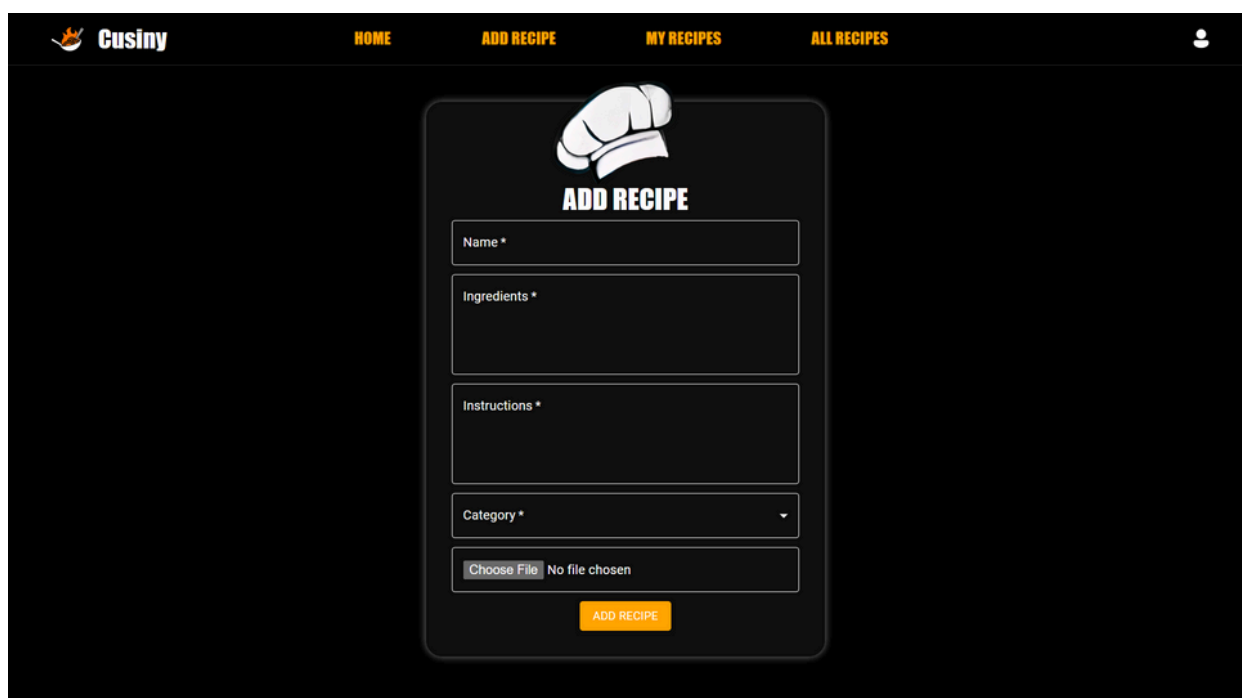 Cusiny HOME ADD RECIPE MY RECIPES ALL RECIPES
ADD RECIPE
Name *
Ingredients *
Instructions *
Category *
Choose File No file chosen
ADD RECIPE